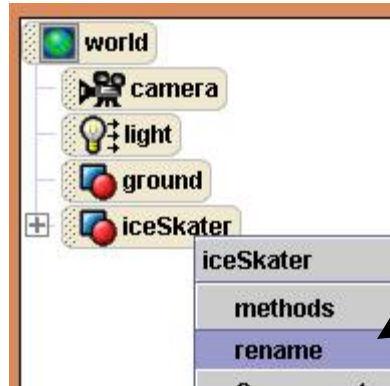 world
camera
light
ground
iceSkater
iceSkater
methods
rename